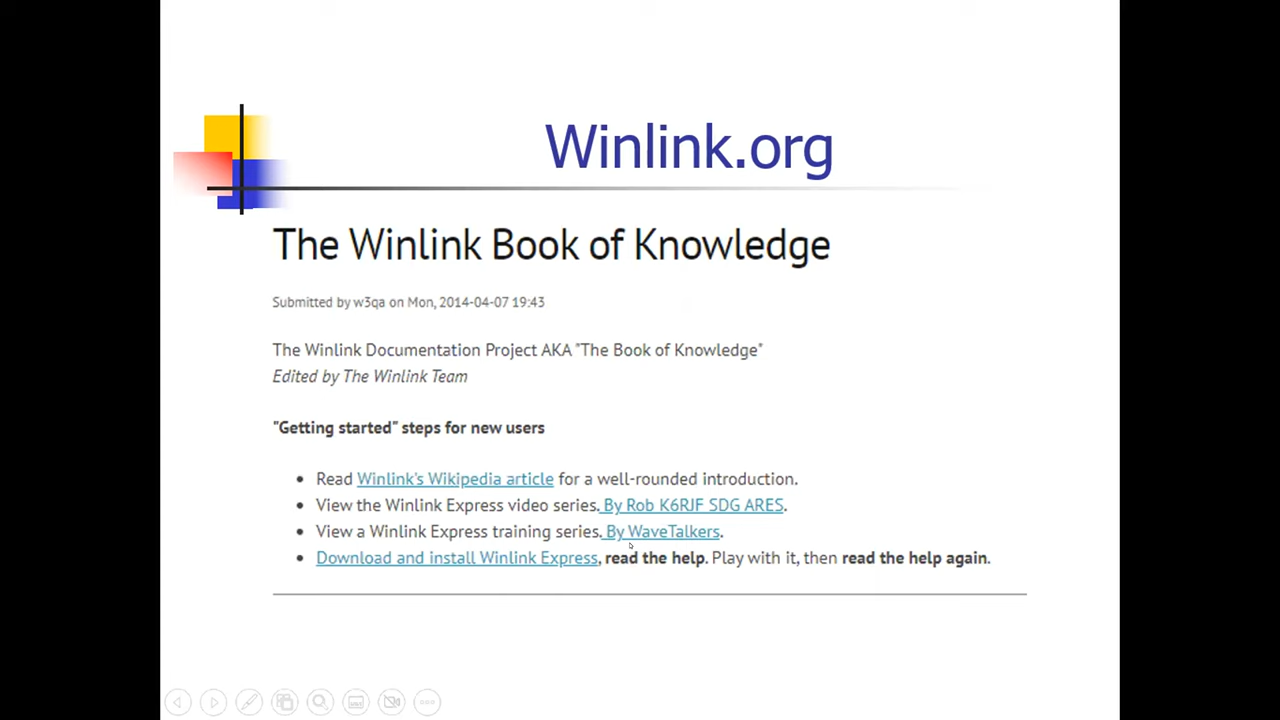 Winlink.org
The Winlink Book of Knowledge
Submitted by w3qa on Mon, 2014-04-07 19:43
The Winlink Documentation Project AKA "The Book of Knowledge"
Edited by The Winlink Team
"Getting started" steps for new users
• Read Winlink's Wikipedia article for a well-rounded introduction.
• View the Winlink Express video series. By Rob K6RJF SDG ARES.
• View a Winlink Express training series. By WaveTalkers.
• Download and install Winlink Express, read the help. Play with it, then read the help again.